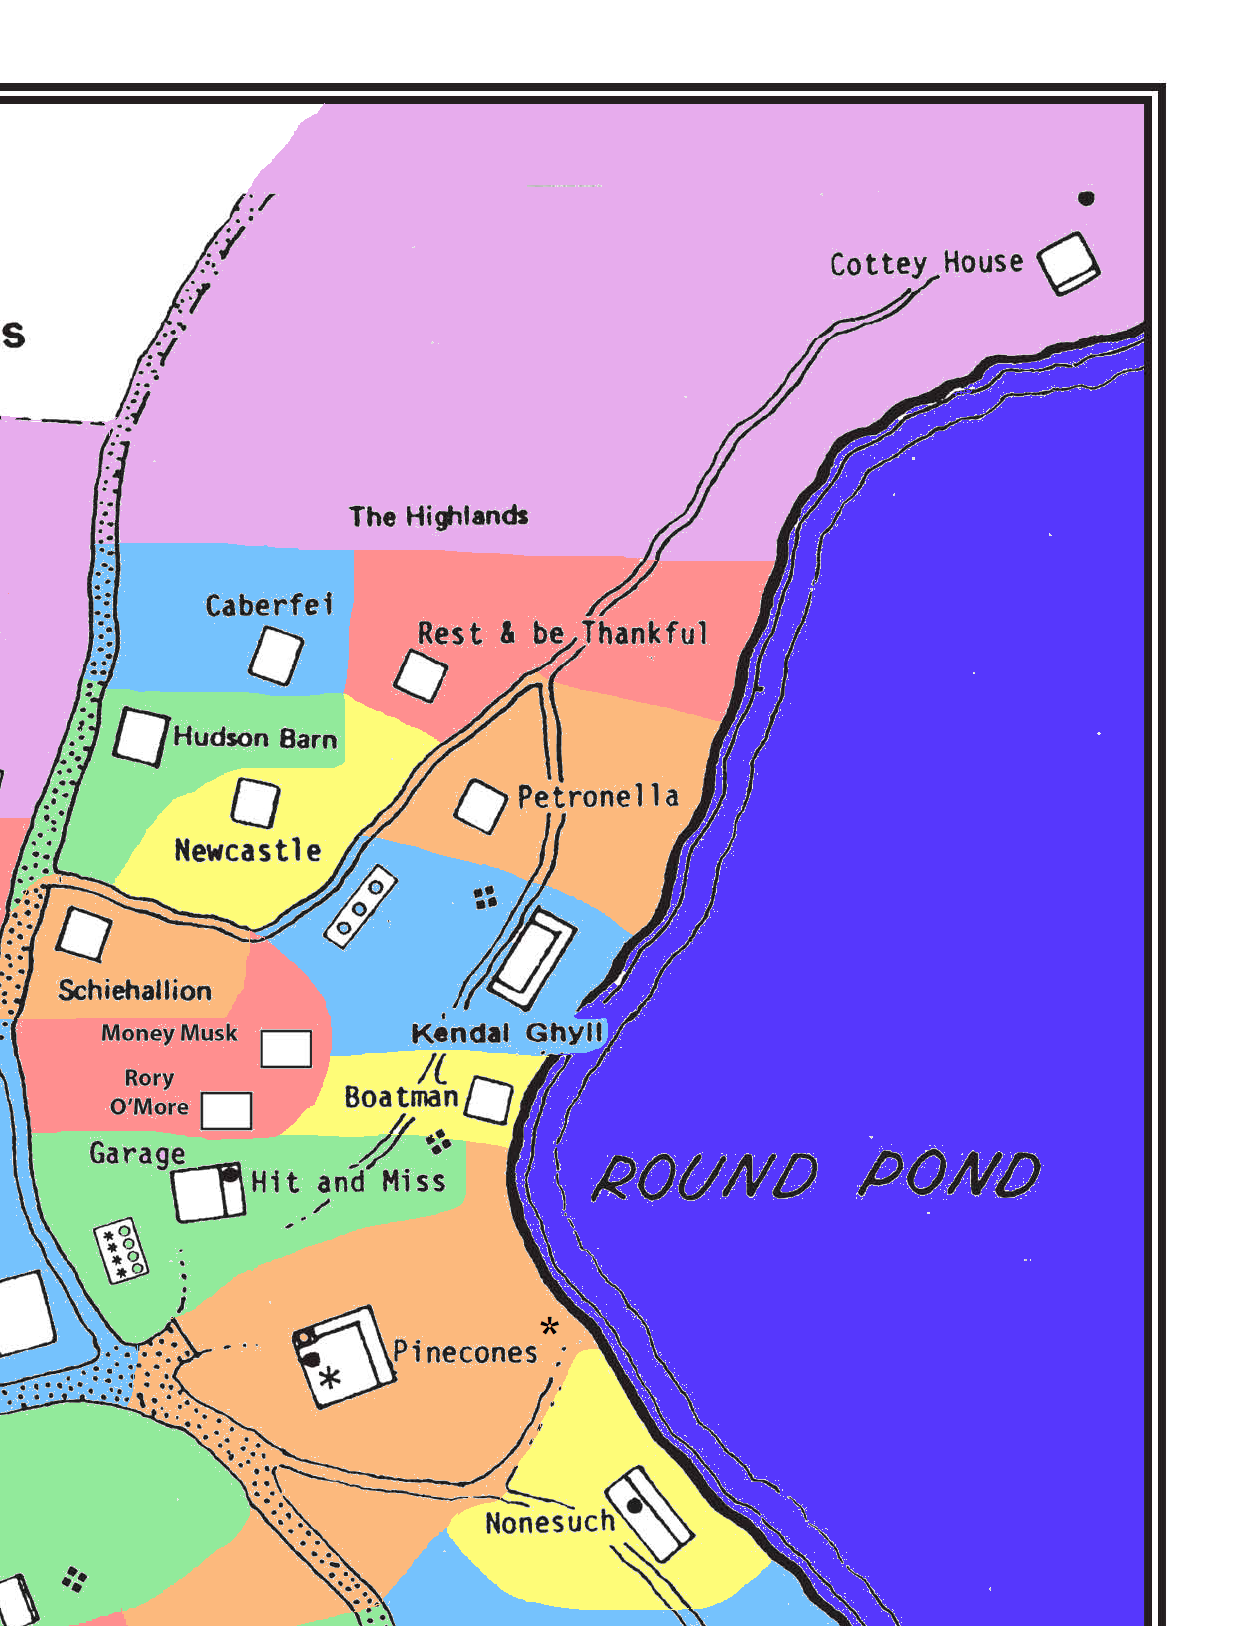 Cottey House
s
The Highlands
Caberfei
Rest & be Thankful
Hudson Barn
Petronella
Newcastle
Schiehallion
Money Musk
Kendal Ghyll
Rory
O'More
Boatman
Garage
Hit and Miss
ROUND POND
Pinecones *
Nonesuch